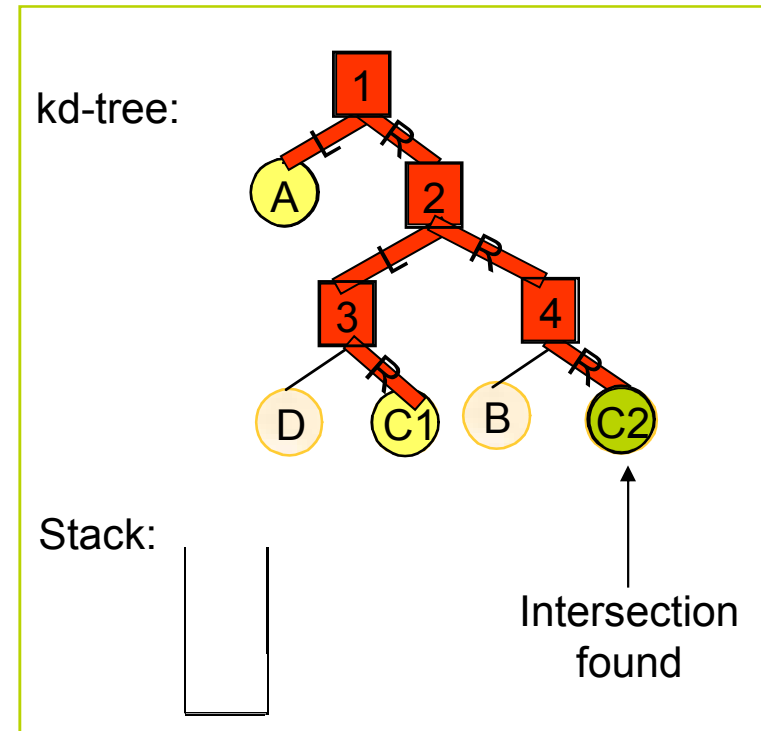 kd-tree:
1
L R
A
2
L R
3
4
R R
D
C1
B
C2
Stack:
Intersection
found